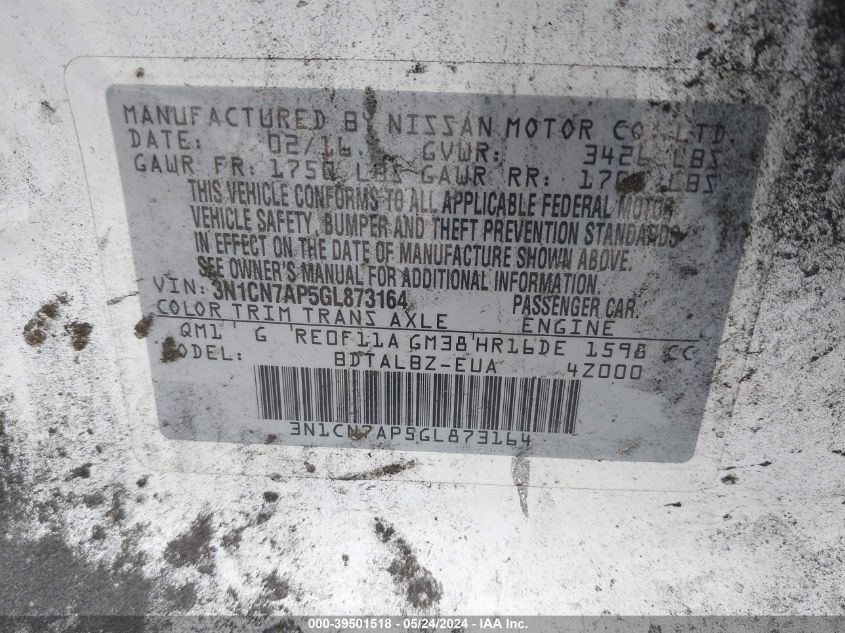 MANUFACTURED BY NISSAN MOTOR CO., LTD.
DATE: 02/16 GVWR: 3426 LBS
GAWR FR: 1750 LBS GAWR RR: LBS
THIS VEHICLE CONFORMS TO ALL APPLICABLE FEDERAL MOTOR
VEHICLE SAFETY, BUMPER AND THEFT PREVENTION STANDARDS
IN EFFECT ON THE DATE OF MANUFACTURE SHOWN ABOVE.
SEE OWNER'S MANUAL FOR ADDITIONAL INFORMATION.
VIN: 3N1CN7AP5GL873164 PASSENGER CAR
COLOR TRIM TRANS AXLE ENGINE
QM1 G RE0F11A GM38 HR16DE 1598 CC
MODEL: BDTALBZ-EUA 4Z000
3N1CN7AP5GL873164
000-39501518 - 05/24/2024 - IAAI.com